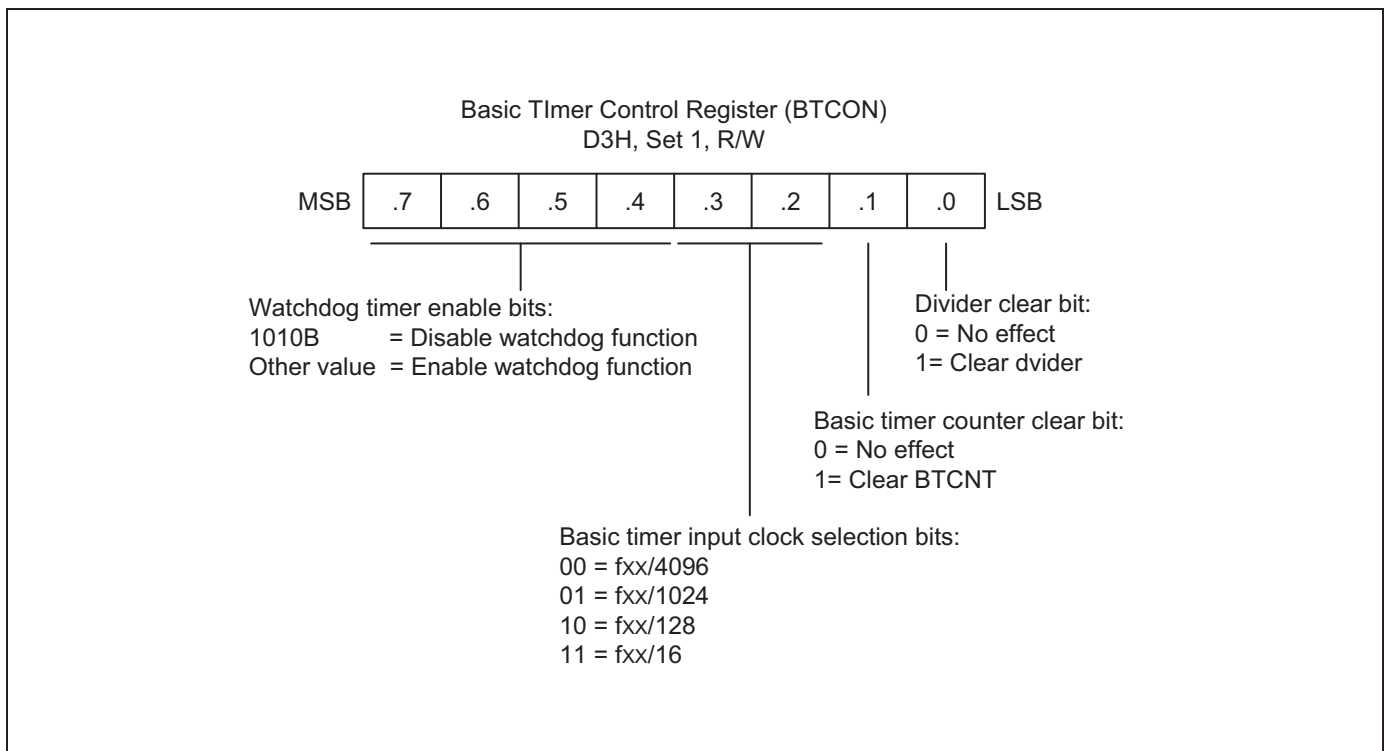 Basic TImer Control Register (BTCON)
D3H, Set 1, R/W
MSB .7 .6 .5 .4 .3 .2 .1 .0 LSB
Watchdog timer enable bits:
1010B = Disable watchdog function
Other value = Enable watchdog function
Divider clear bit:
0 = No effect
1= Clear dvider
Basic timer counter clear bit:
0 = No effect
1= Clear BTCNT
Basic timer input clock selection bits:
00 = fxx/4096
01 = fxx/1024
10 = fxx/128
11 = fxx/16